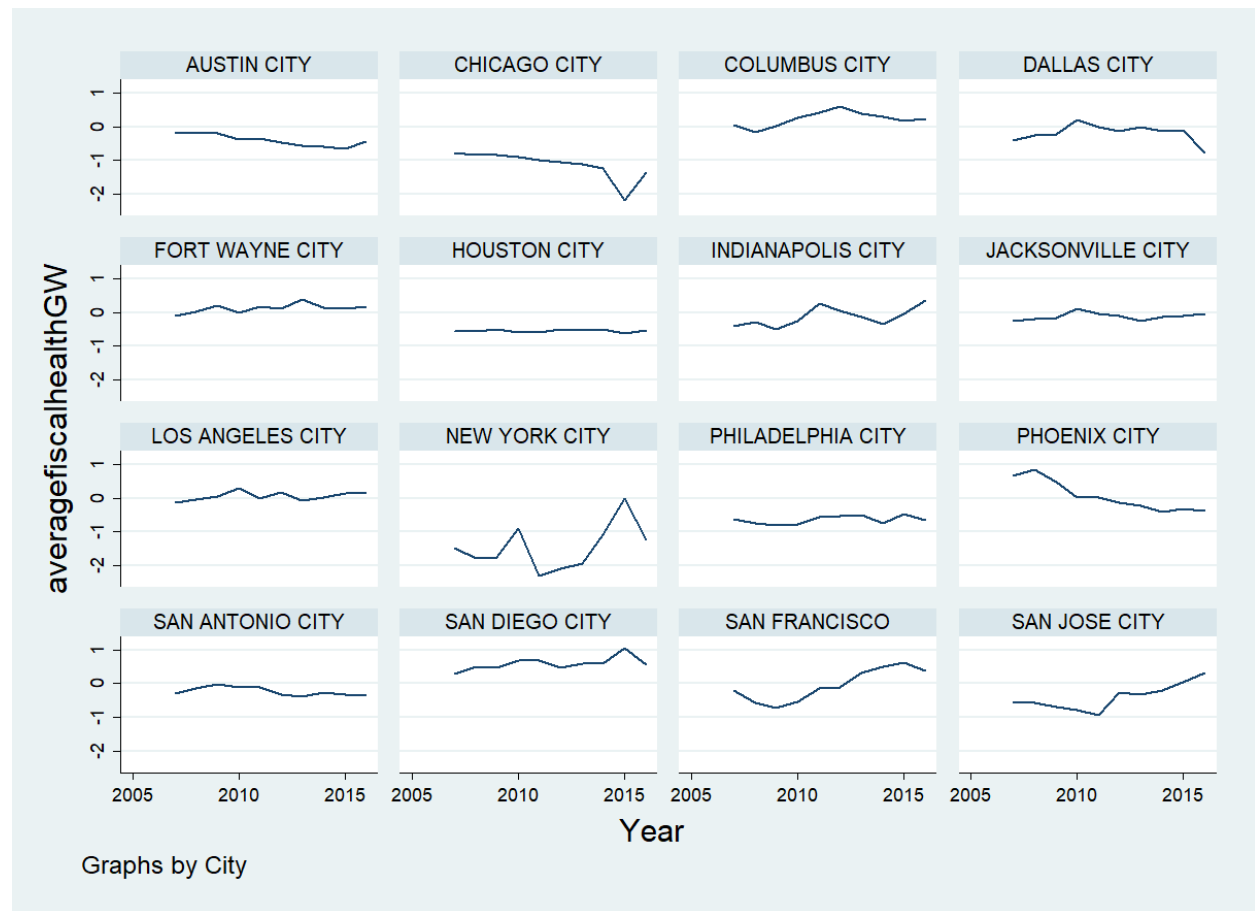 AUSTIN CITY CHICAGO CITY COLUMBUS CITY DALLAS CITY
1
0
-1
-2
FORT WAYNE CITY HOUSTON CITY INDIANAPOLIS CITY JACKSONVILLE CITY
1
0
-1
-2
LOS ANGELES CITY NEW YORK CITY PHILADELPHIA CITY PHOENIX CITY
1
0
-1
-2
SAN ANTONIO CITY SAN DIEGO CITY SAN FRANCISCO SAN JOSE CITY
1
0
-1
-2
averagefiscalhealthGW
2005 2010 2015 2005 2010 2015 2005 2010 2015 2005 2010 2015
Year
Graphs by City